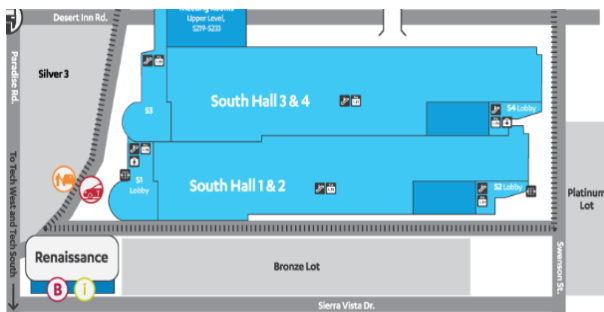 Meeting Rooms
Upper Level,
S219-S233
Desert Inn Rd.
Paradise Rd.
Silver 3
South Hall 3 & 4
S3
S4 Lobby
S1
Lobby
South Hall 1 & 2
S2 Lobby
Platinum
Lot
To Tech West and Tech South
Renaissance
B
I
Bronze Lot
Swenson St.
Sierra Vista Dr.